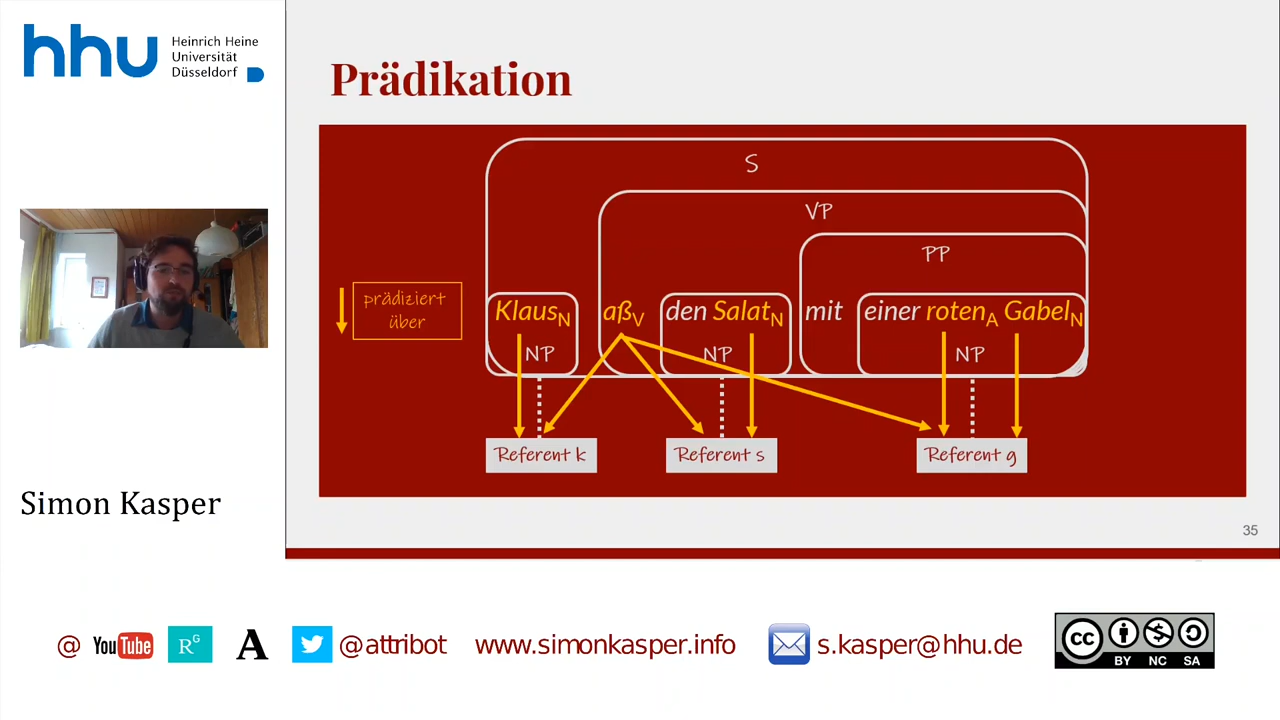 hhu
Heinrich Heine
Universität
Düsseldorf
Prädikation
S
VP
PP
prädiziert
über
KlausN aßV den SalatN mit einer rotenA GabelN
NP NP NP
Referent k Referent s Referent g
Simon Kasper
35
@ YouTube RG A @attribot www.simonkasper.info s.kasper@hhu.de
cc
BY NC SA